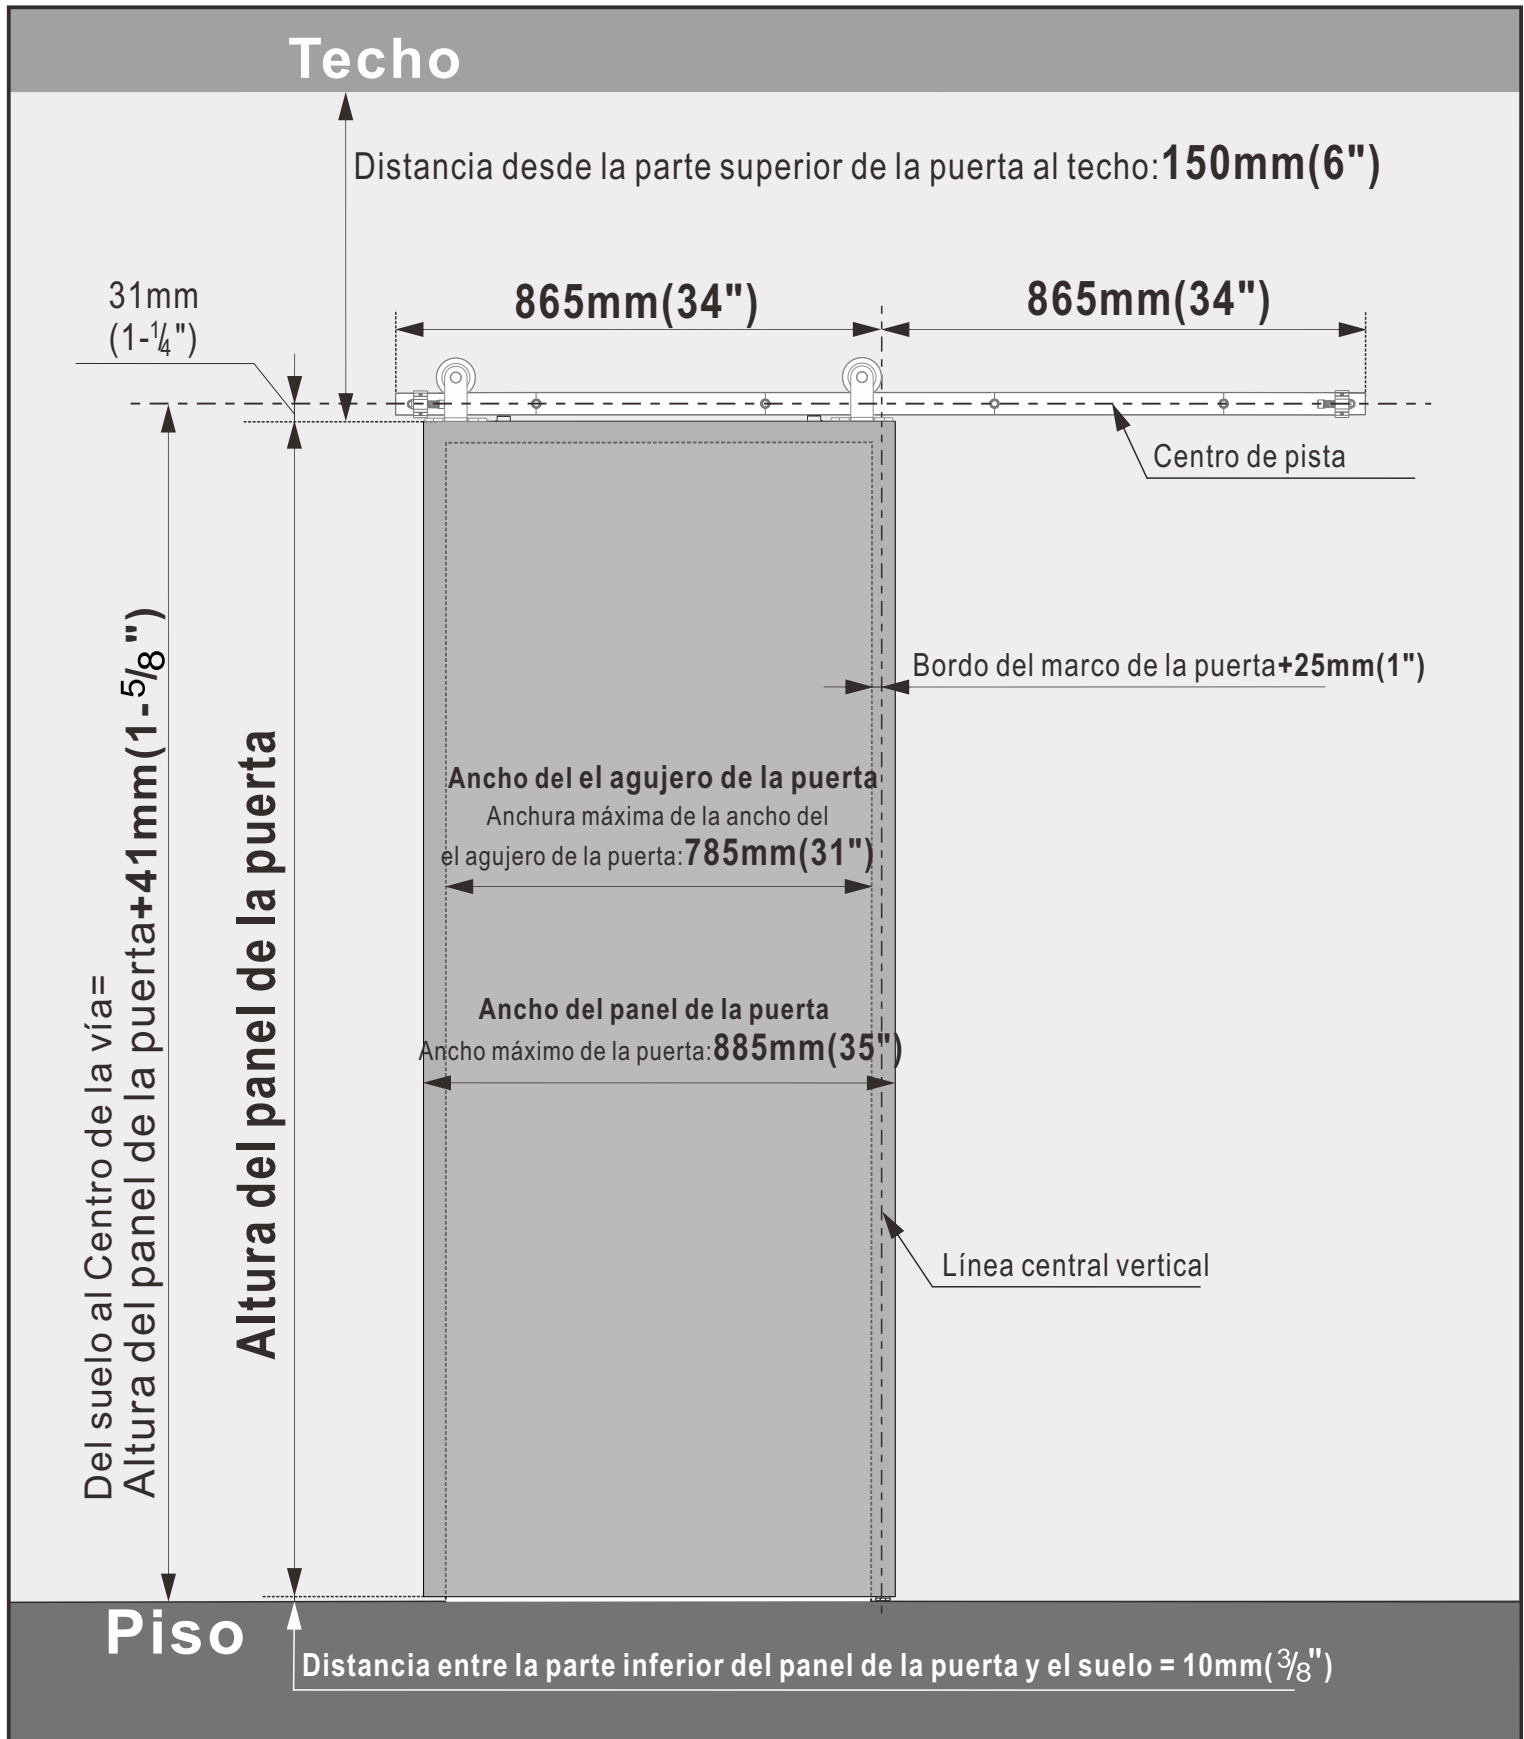 Techo
Distancia desde la parte superior de la puerta al techo:150mm(6")
31mm
(1-1/4")
865mm(34")
865mm(34")
Centro de pista
Bordo del marco de la puerta+25mm(1")
Ancho del el agujero de la puerta
Anchura máxima de la ancho del
el agujero de la puerta:785mm(31")
Ancho del panel de la puerta
Ancho máximo de la puerta:885mm(35")
Del suelo al Centro de la vía=
Altura del panel de la puerta+41mm(1-5/8")
Altura del panel de la puerta
Línea central vertical
Piso
Distancia entre la parte inferior del panel de la puerta y el suelo = 10mm(3/8")